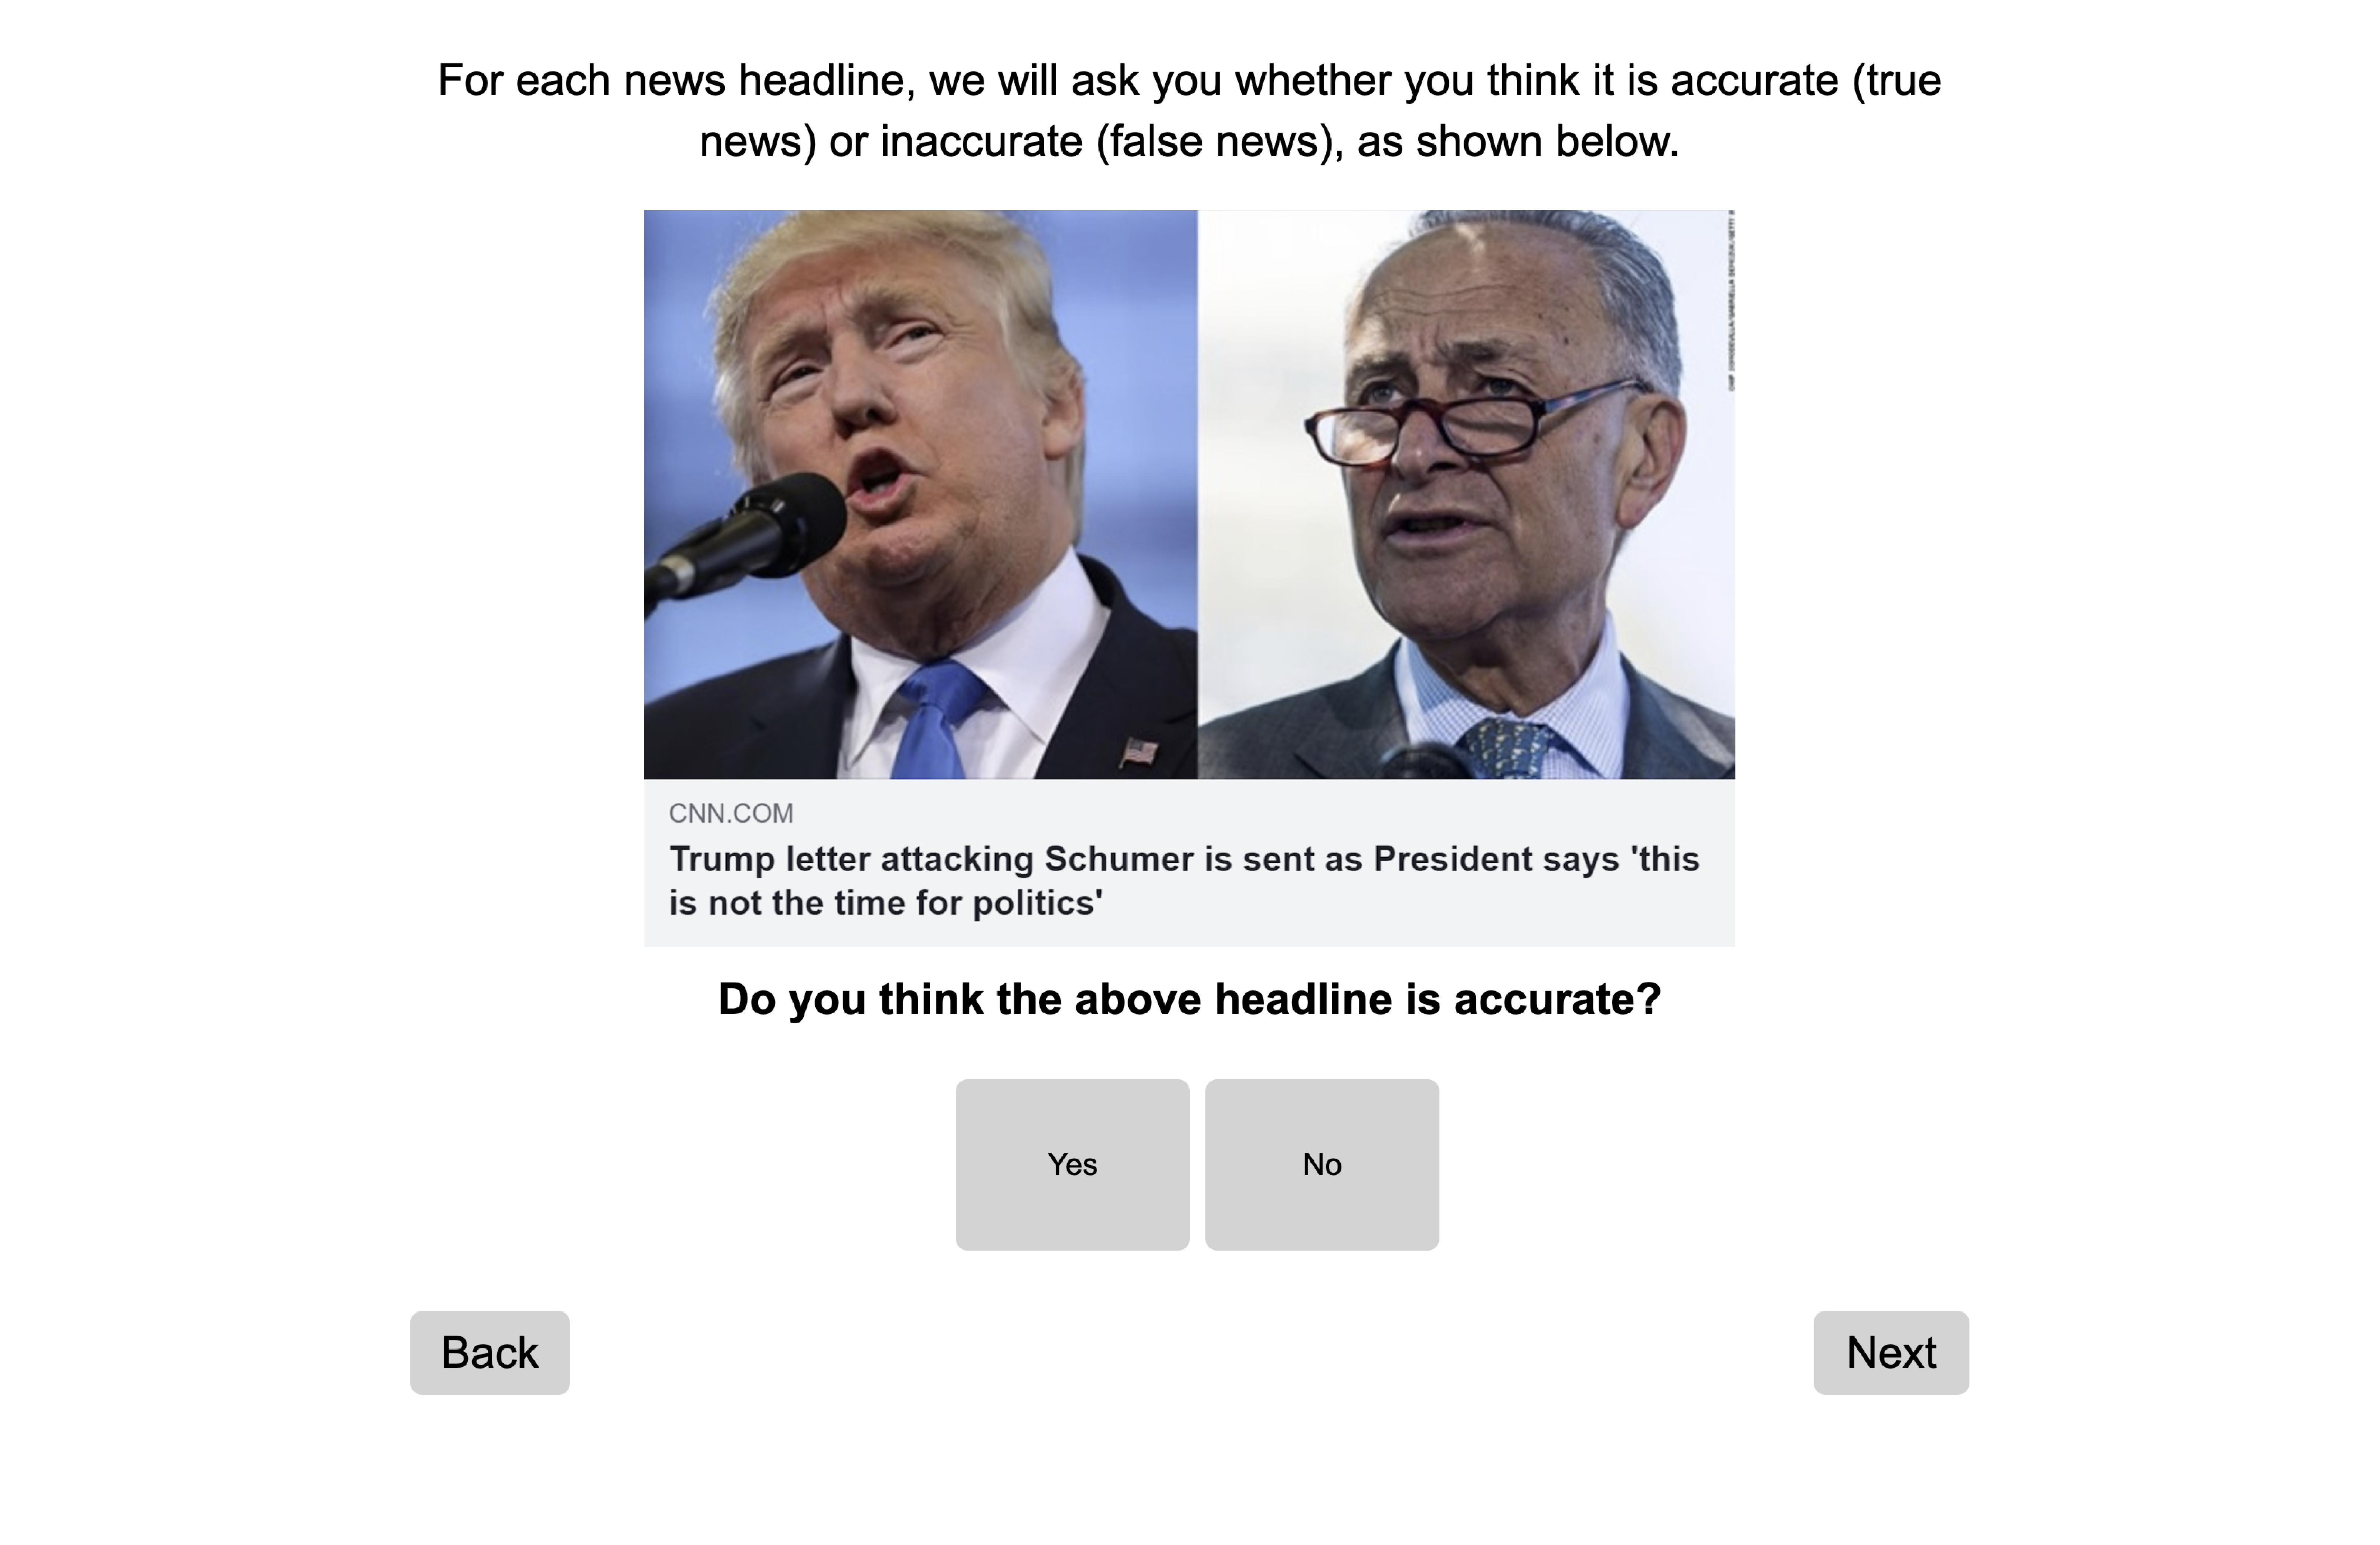 For each news headline, we will ask you whether you think it is accurate (true
news) or inaccurate (false news), as shown below.
CNN.COM
Trump letter attacking Schumer is sent as President says 'this
is not the time for politics'
Do you think the above headline is accurate?
Yes
No
Back
Next